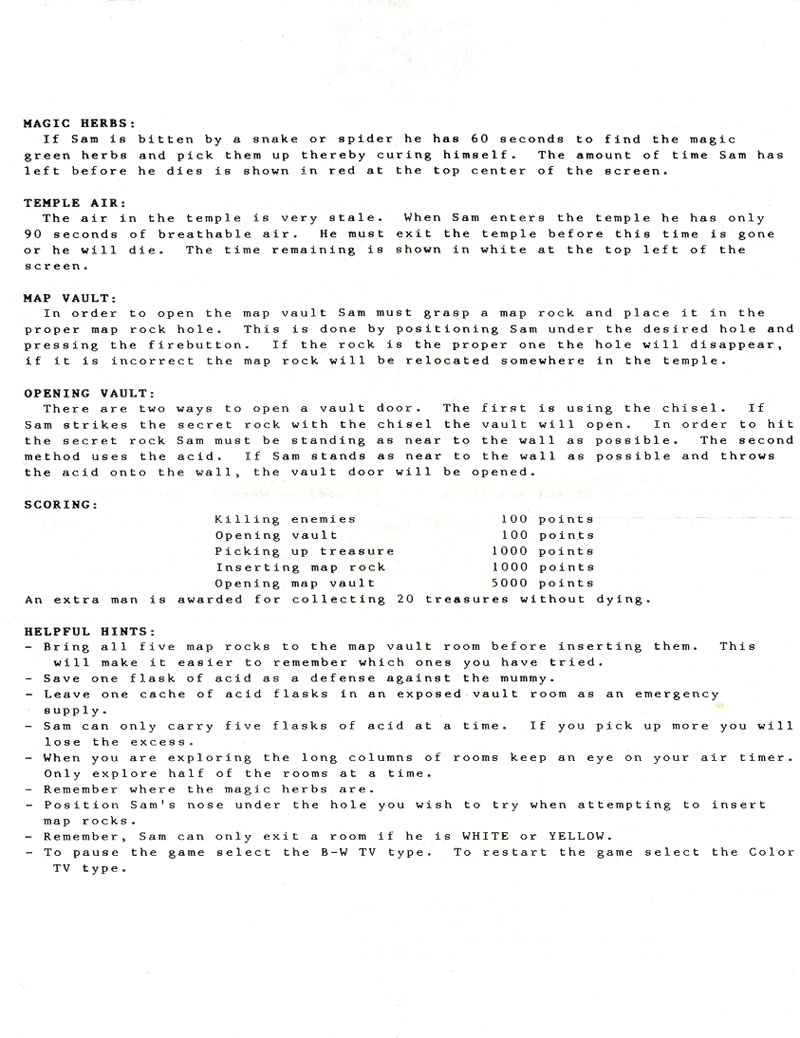 MAGIC HERBS:
If Sam is bitten by a snake or spider he has 60 seconds to find the magic
green herbs and pick them up thereby curing himself. The amount of time Sam has
left before he dies is shown in red at the top center of the screen.
TEMPLE AIR:
The air in the temple is very stale. When Sam enters the temple he has only
90 seconds of breathable air. He must exit the temple before this time is gone
or he will die. The time remaining is shown in white at the top left of the
screen.
MAP VAULT:
In order to open the map vault Sam must grasp a map rock and place it in the
proper map rock hole. This is done by positioning Sam under the desired hole and
pressing the firebutton. If the rock is the proper one the hole will disappear,
if it is incorrect the map rock will be relocated somewhere in the temple.
OPENING VAULT:
There are two ways to open a vault door. The first is using the chisel. If
Sam strikes the secret rock with the chisel the vault will open. In order to hit
the secret rock Sam must be standing as near to the wall as possible. The second
method uses the acid. If Sam stands as near to the wall as possible and throws
the acid onto the wall, the vault door will be opened.
SCORING:
Killing enemies 100 points
Opening vault 100 points
Picking up treasure 1000 points
Inserting map rock 1000 points
Opening map vault 5000 points
An extra man is awarded for collecting 20 treasures without dying.
HELPFUL HINTS:
- Bring all five map rocks to the map vault room before inserting them. This
will make it easier to remember which ones you have tried.
- Save one flask of acid as a defense against the mummy.
- Leave one cache of acid flasks in an exposed vault room as an emergency
supply.
- Sam can only carry five flasks of acid at a time. If you pick up more you will
lose the excess.
- When you are exploring the long columns of rooms keep an eye on your air timer.
Only explore half of the rooms at a time.
- Remember where the magic herbs are.
- Position Sam's nose under the hole you wish to try when attempting to insert
map rocks.
- Remember, Sam can only exit a room if he is WHITE or YELLOW.
- To pause the game select the B-W TV type. To restart the game select the Color
TV type.